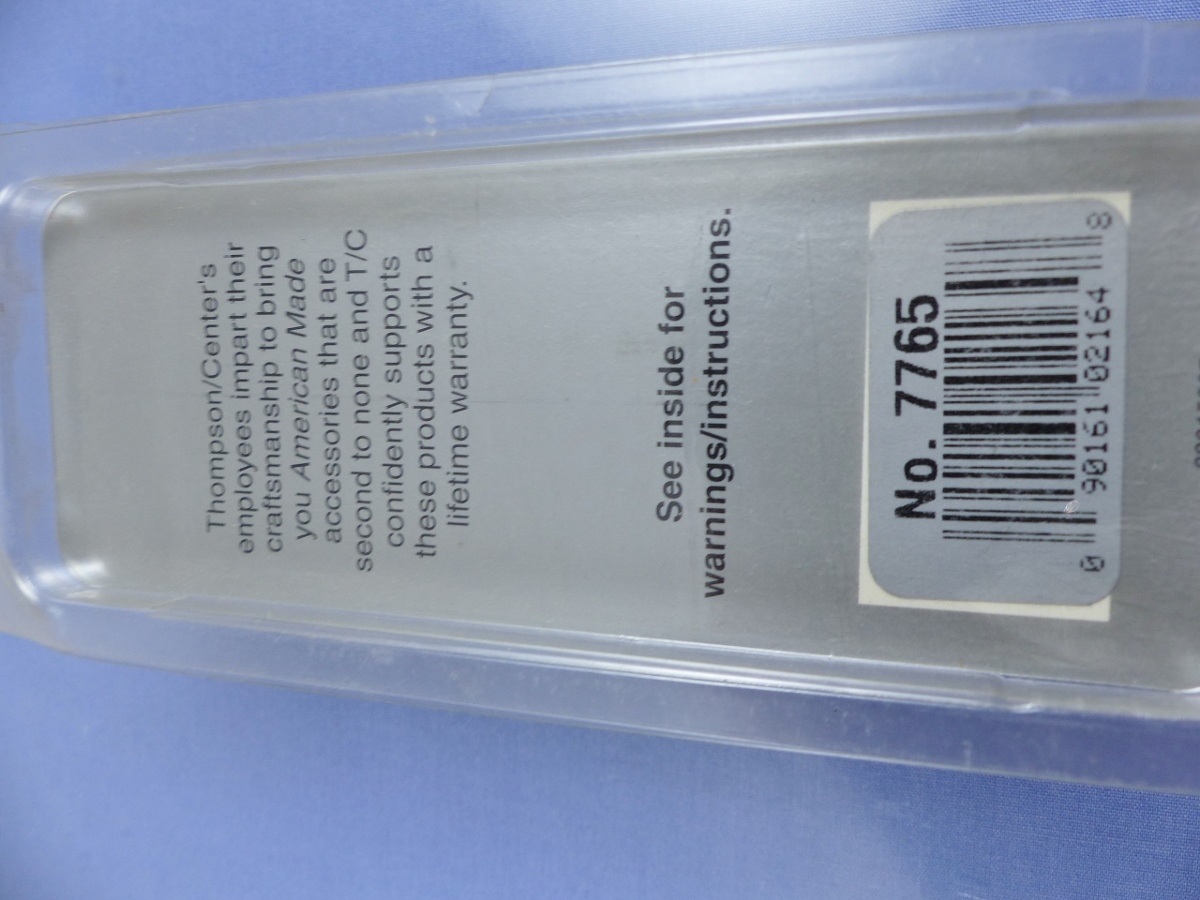 Thompson/Center's
employees impart their
craftsmanship to bring
you American Made
accessories that are
second to none and T/C
confidently supports
these products with a
lifetime warranty.
See inside for
warnings/instructions.
No. 7765
0 90161 02164 8